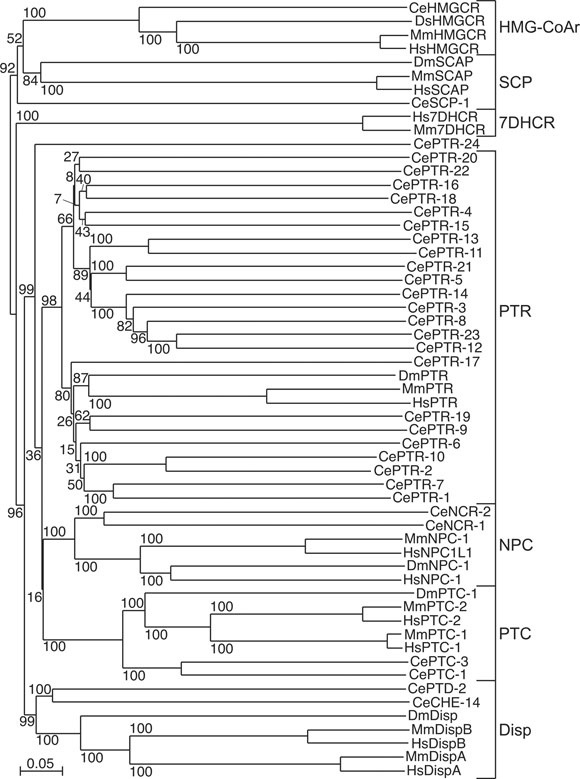 100
CeHMGCR
DsHMGCR
52
HMG-CoAr
100
MmHMGCR
100
HsHMGCR
DmSCAP
92
MmSCAP
SCP
84
100
HsSCAP
CeSCP-1
100
Hs7DHCR
7DHCR
Mm7DHCR
CePTR-24
27
CePTR-20
8
40
CePTR-22
CePTR-16
7
CePTR-18
66
CePTR-4
43
CePTR-15
100
CePTR-13
CePTR-11
89
100
CePTR-21
99
CePTR-5
98
44
CePTR-14
100
CePTR-3
PTR
82
CePTR-8
96
CePTR-23
100
CePTR-12
CePTR-17
87
DmPTR
80
MmPTR
100
HsPTR
62
CePTR-19
26
CePTR-9
15
CePTR-6
36
31
100
CePTR-10
CePTR-2
50
CePTR-7
100
CePTR-1
96
CeNCR-2
100
CeNCR-1
100
MmNPC-1
NPC
HsNPC1L1
100
DmNPC-1
100
HsNPC-1
16
100
DmPTC-1
100
MmPTC-2
100
HsPTC-2
PTC
100
MmPTC-1
100
100
HsPTC-1
CePTC-3
100
CePTC-1
100
CePTD-2
CeCHE-14
99
DmDisp
100
100
MmDispB
Disp
HsDispB
0.05
100
MmDispA
100
HsDispA